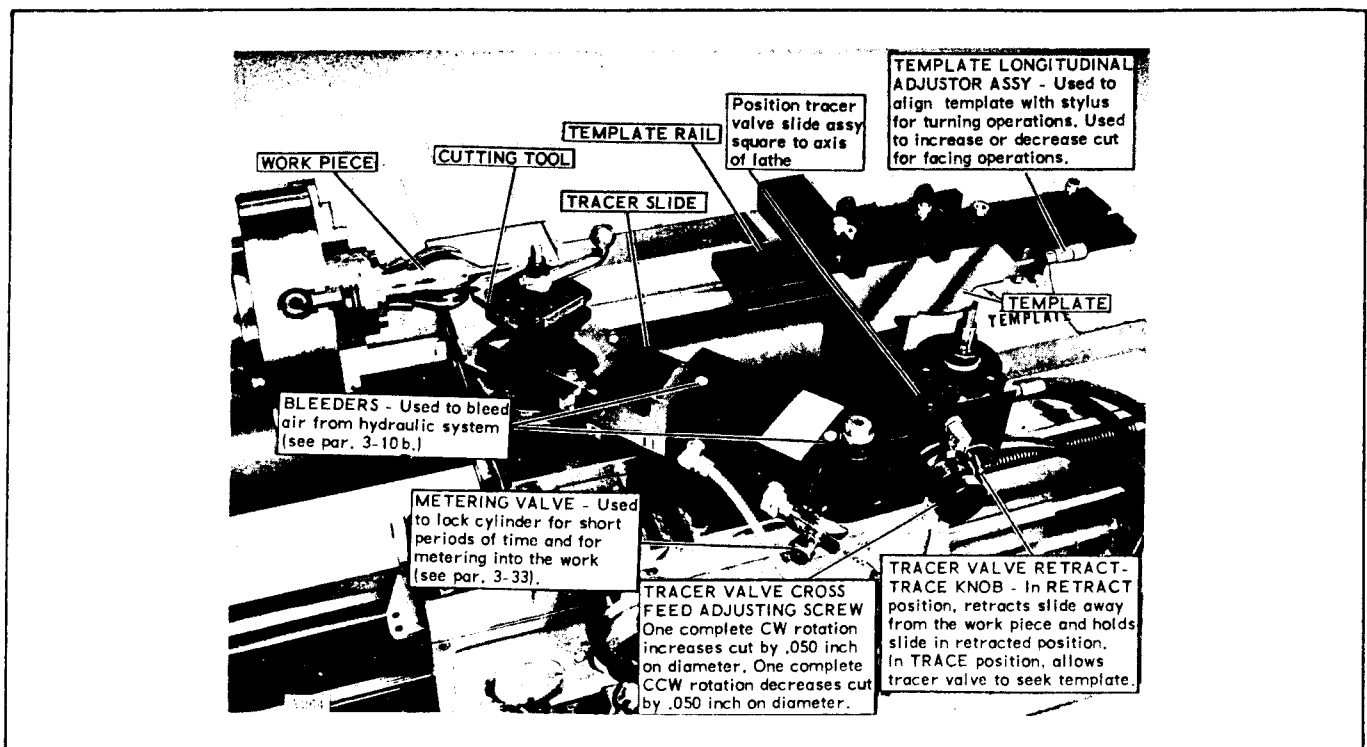 TEMPLATE LONGITUDINAL
ADJUSTOR ASSY - Used to
align template with stylus
for turning operations. Used
to increase or decrease cut
for facing operations.
Position tracer
valve slide assy
square to axis
of lathe
TEMPLATE RAIL
WORK PIECE
CUTTING TOOL
TRACER SLIDE
TEMPLATE
TEMPLATE
BLEEDERS - Used to bleed
air from hydraulic system
(see par. 3-10b.)
METERING VALVE - Used
to lock cylinder for short
periods of time and for
metering into the work
(see par. 3-33).
TRACER VALVE CROSS
FEED ADJUSTING SCREW
One complete CW rotation
increases cut by .050 inch
on diameter. One complete
CCW rotation decreases cut
by .050 inch on diameter.
TRACER VALVE RETRACT-
TRACE KNOB - In RETRACT
position, retracts slide away
from the work piece and holds
slide in retracted position.
In TRACE position, allows
tracer valve to seek template.